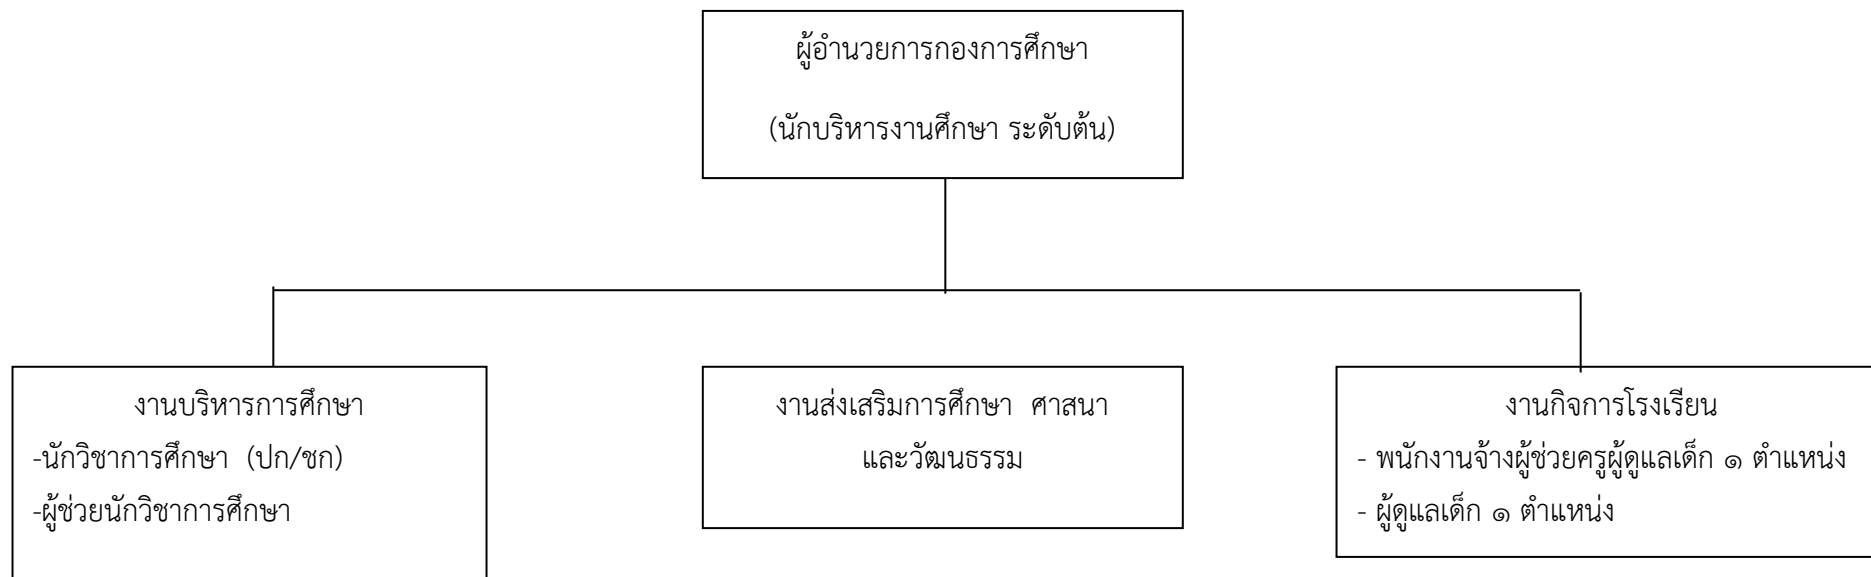 ผู้อำนวยการกองการศึกษา
(นักบริหารงานศึกษา ระดับต้น)
งานบริหารการศึกษา
-นักวิชาการศึกษา (ปก/ชก)
-ผู้ช่วยนักวิชาการศึกษา
งานส่งเสริมการศึกษา ศาสนา
และวัฒนธรรม
งานกิจการโรงเรียน
- พนักงานจ้างผู้ช่วยครูผู้ดูแลเด็ก ๑ ตำแหน่ง
- ผู้ดูแลเด็ก ๑ ตำแหน่ง